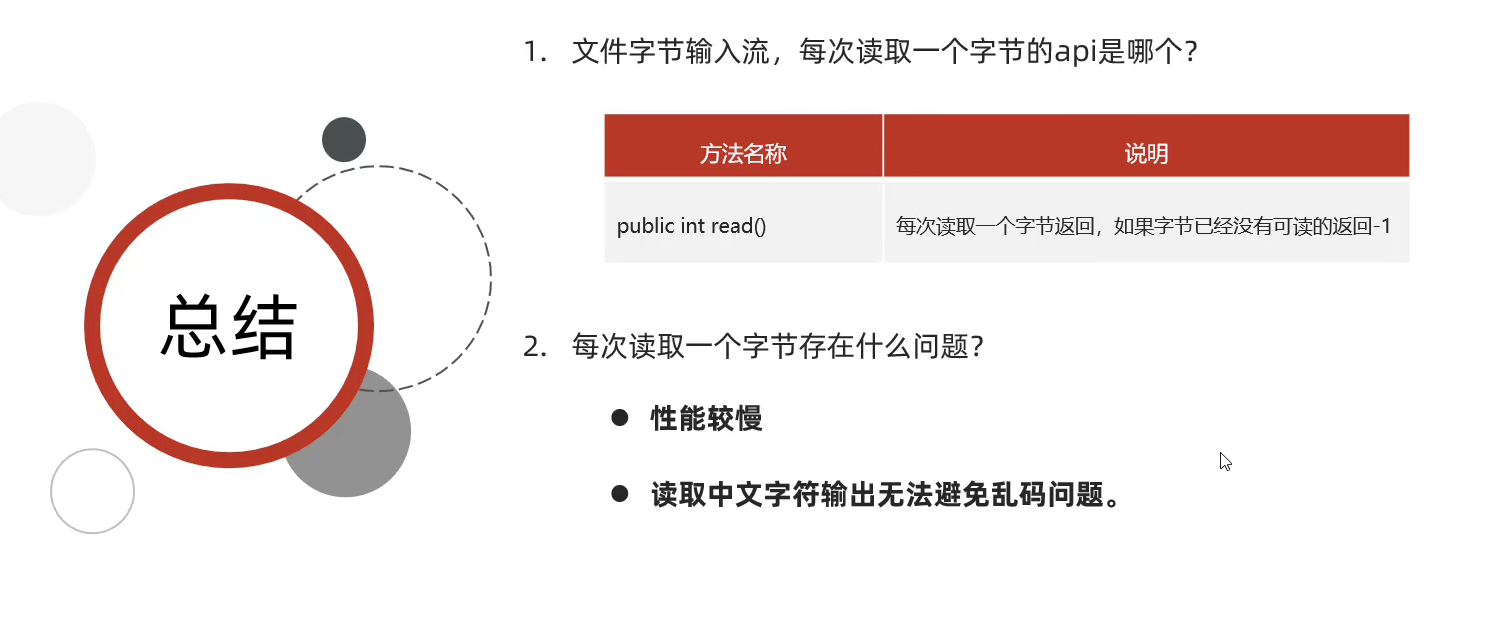 总结
1. 文件字节输入流，每次读取一个字节的api是哪个？
方法名称 说明
public int read() 每次读取一个字节返回，如果字节已经没有可读的返回-1
2. 每次读取一个字节存在什么问题？
● 性能较慢
● 读取中文字符输出无法避免乱码问题。